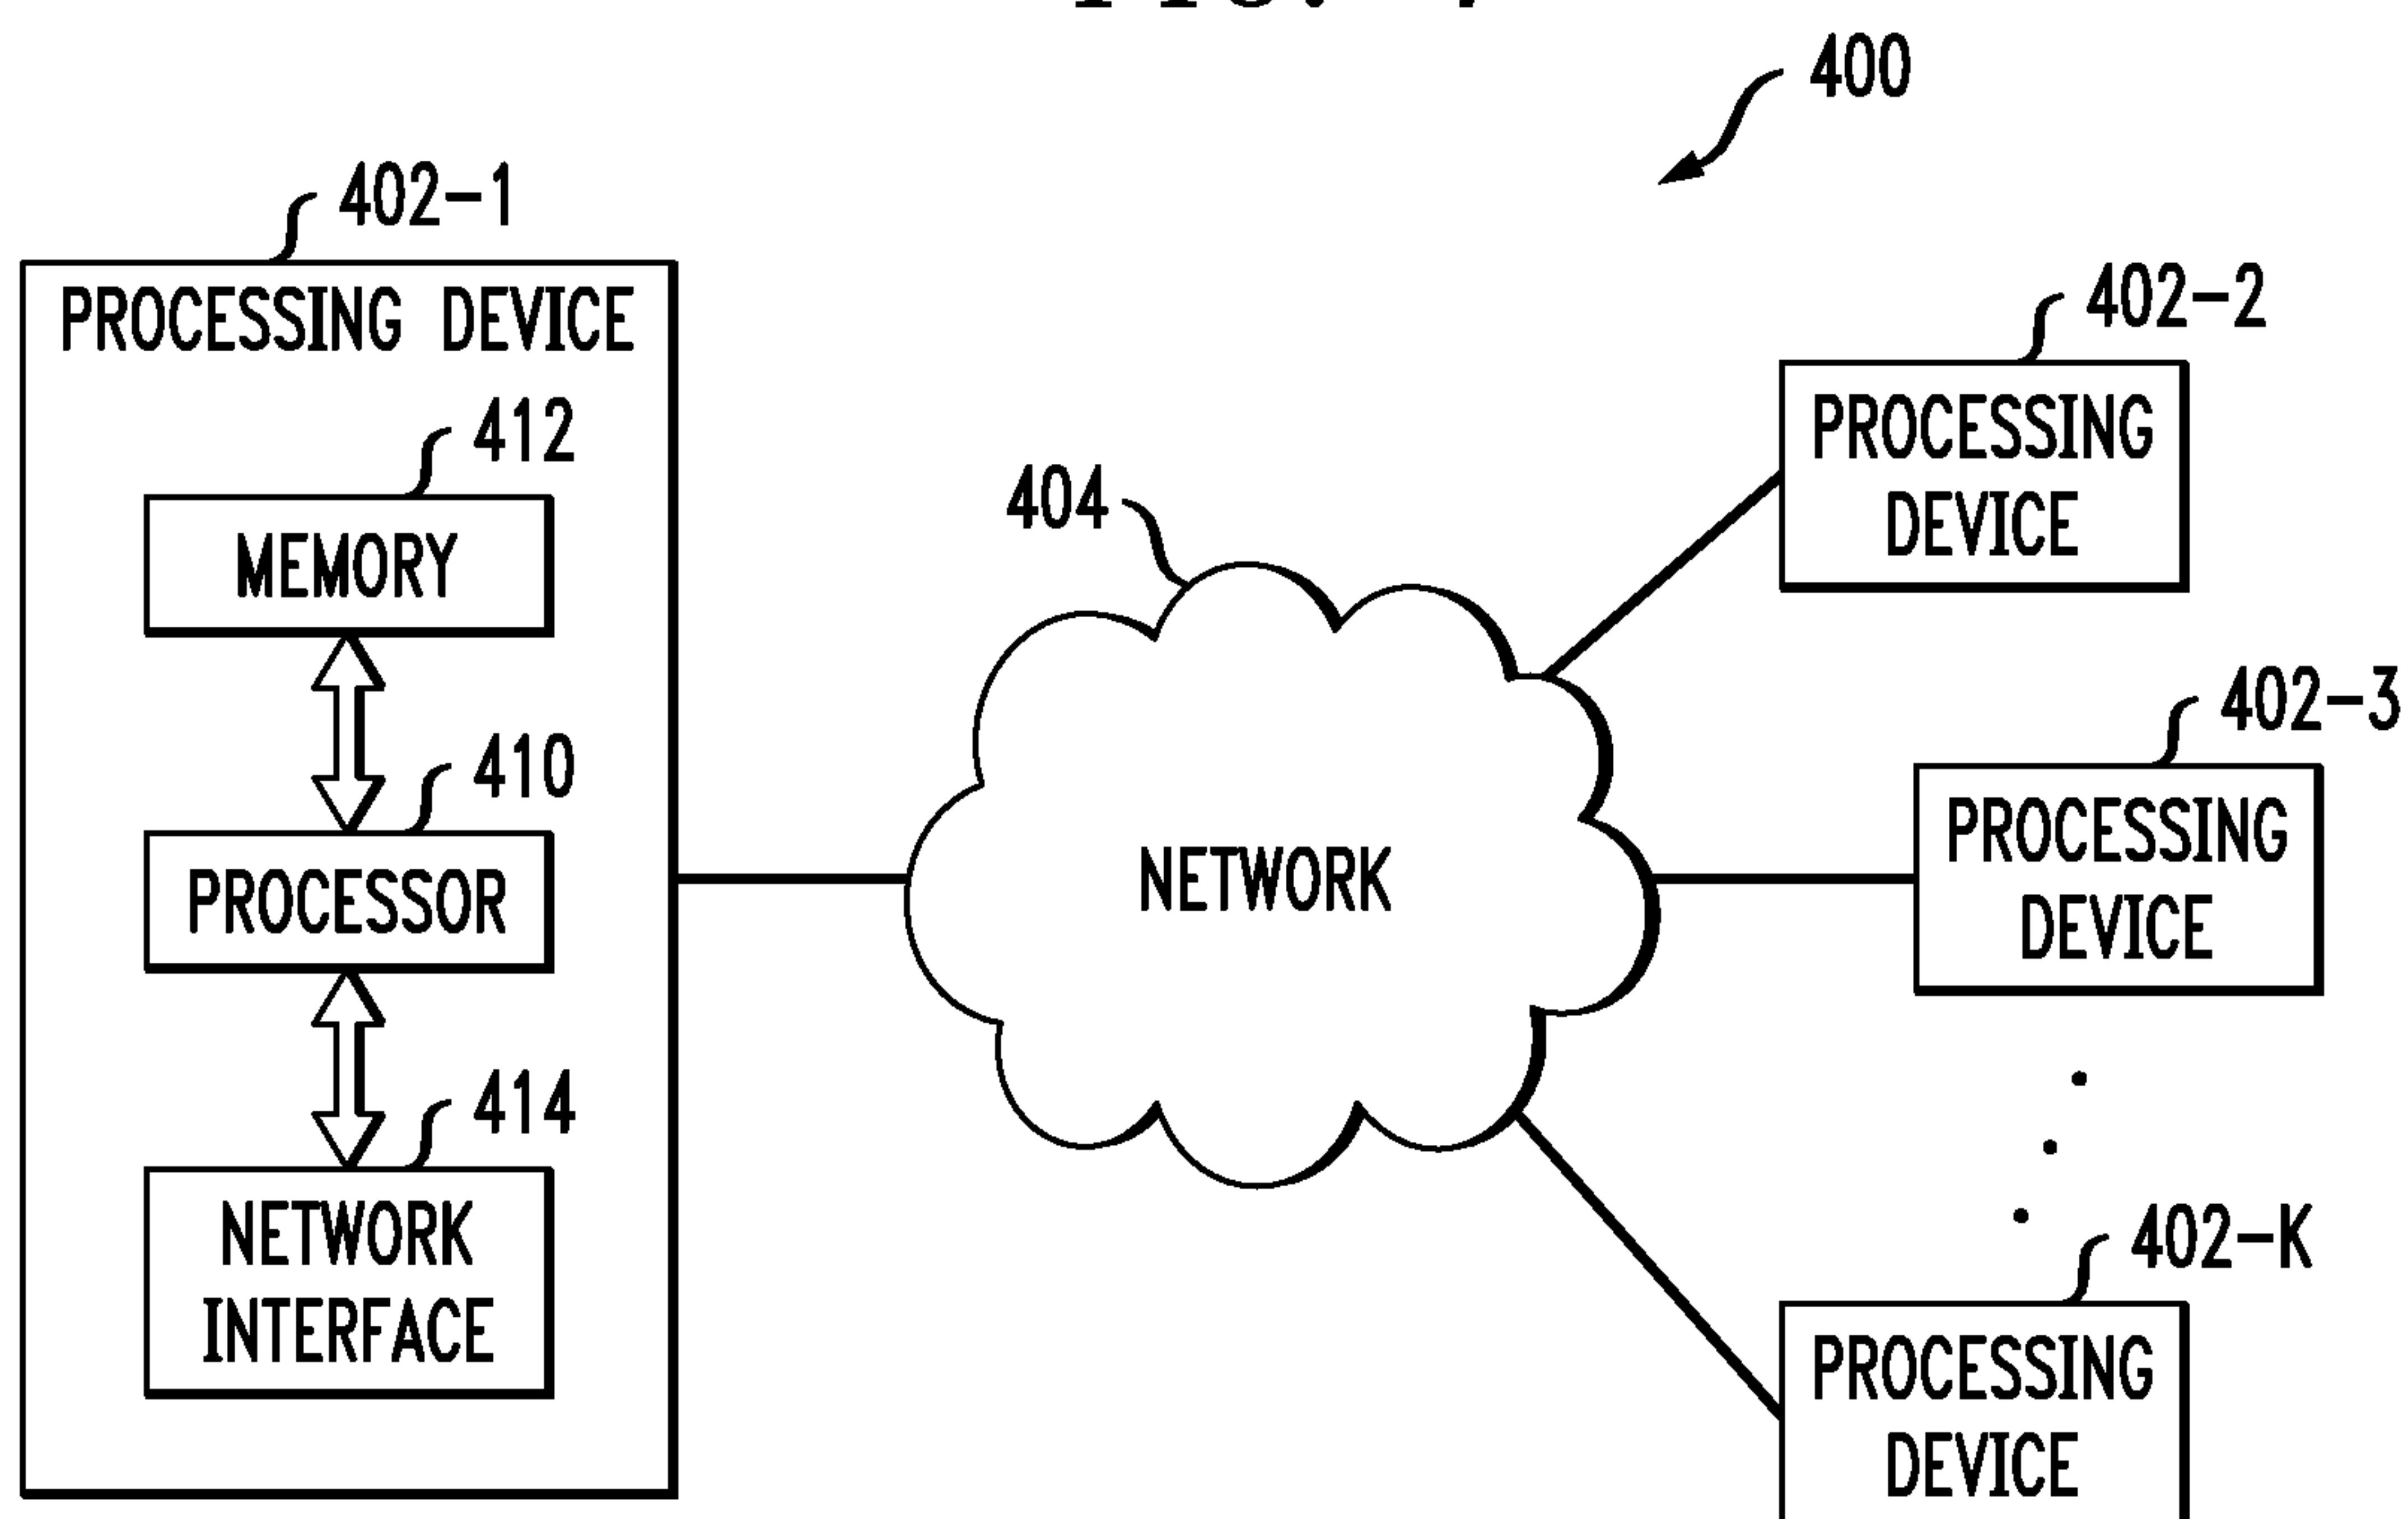 400
402-1
PROCESSING DEVICE
412
MEMORY
410
PROCESSOR
414
NETWORK
INTERFACE
404
NETWORK
402-2
PROCESSING
DEVICE
402-3
PROCESSING
DEVICE
402-K
PROCESSING
DEVICE